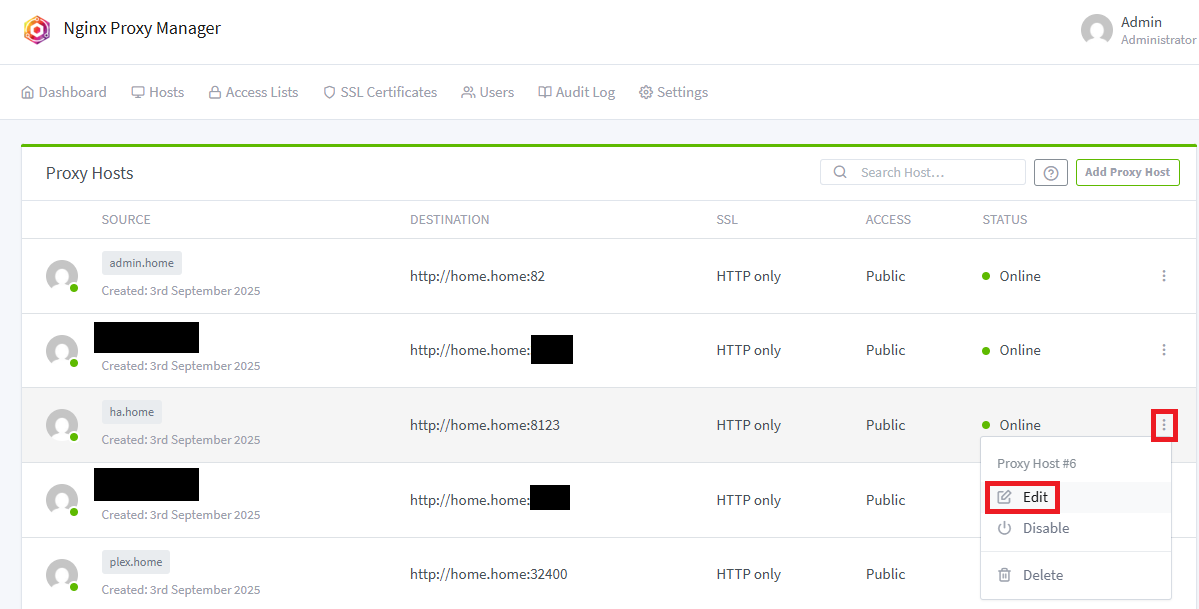 Nginx Proxy Manager
Admin
Administrator
Dashboard Hosts Access Lists SSL Certificates Users Audit Log Settings
Proxy Hosts Search Host... Add Proxy Host
SOURCE DESTINATION SSL ACCESS STATUS
admin.home
Created: 3rd September 2025
http://home.home:82 HTTP only Public Online
Created: 3rd September 2025
http://home.home: HTTP only Public Online
ha.home
Created: 3rd September 2025
http://home.home:8123 HTTP only Public Online
Proxy Host #6
Edit
Disable
Delete
Created: 3rd September 2025
http://home.home: HTTP only Public
plex.home
Created: 3rd September 2025
http://home.home:32400 HTTP only Public